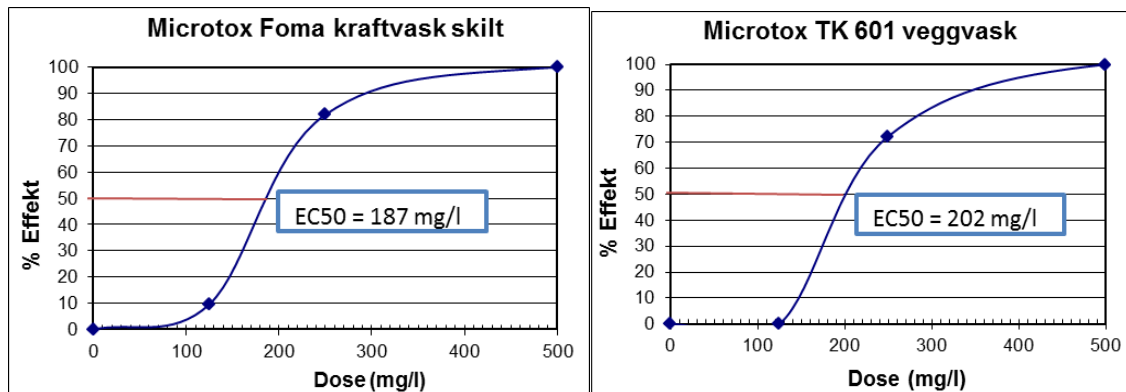 Microtox Foma kraftvask skilt
100
90
80
70
60
50
40
30
20
10
0
% Effekt
EC50 = 187 mg/l
0 100 200 300 400 500
Dose (mg/l)
Microtox TK 601 veggvask
100
90
80
70
60
50
40
30
20
10
0
% Effekt
EC50 = 202 mg/l
0 100 200 300 400 500
Dose (mg/l)